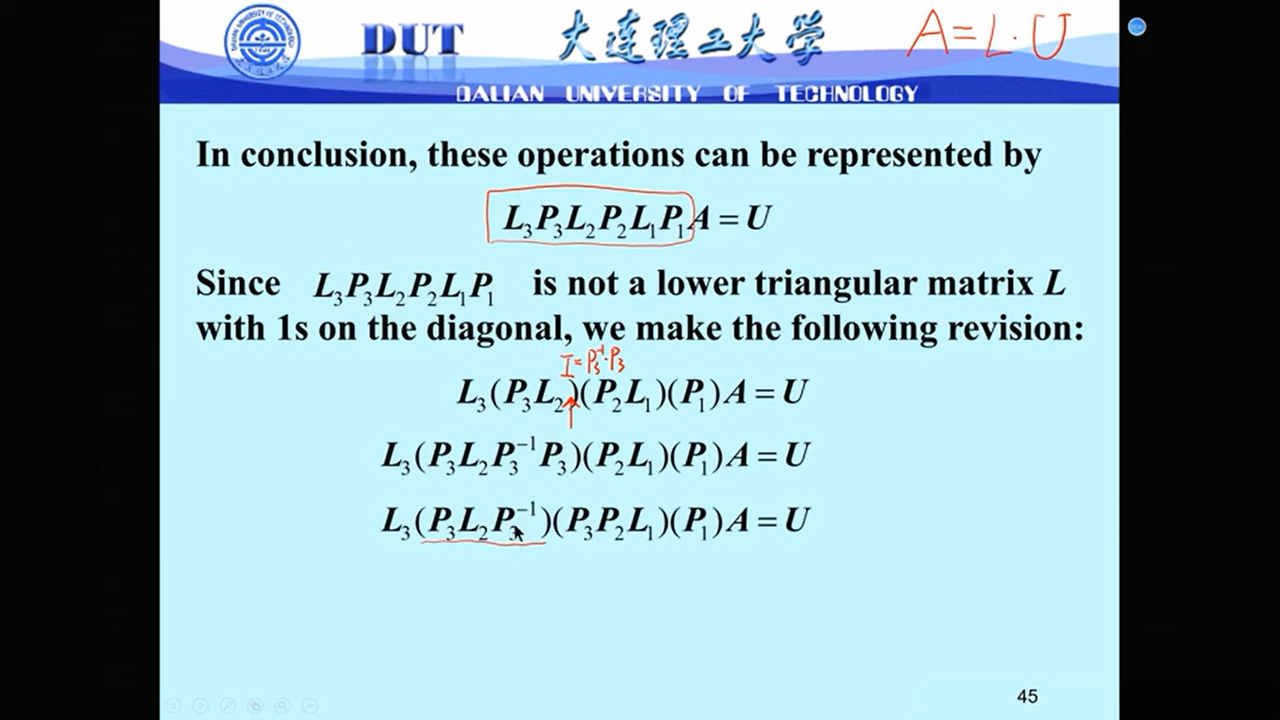 DUT 大连理工大学 A=L·U
DALIAN UNIVERSITY OF TECHNOLOGY
In conclusion, these operations can be represented by
L₃P₃L₂P₂L₁P₁A = U
Since L₃P₃L₂P₂L₁P₁ is not a lower triangular matrix L
with 1s on the diagonal, we make the following revision:
I=P₃⁻¹·P₃
L₃(P₃L₂)(P₂L₁)(P₁)A = U
L₃(P₃L₂P₃⁻¹P₃)(P₂L₁)(P₁)A = U
L₃(P₃L₂P₃⁻¹)(P₃P₂L₁)(P₁)A = U
45